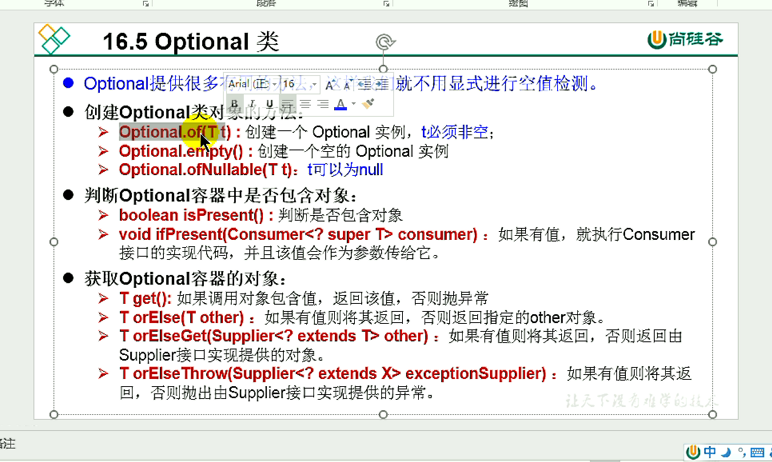 字体
段落
绘图
编辑
16.5 Optional 类
尚硅谷
Optional提供很多就不用显式进行空值检测。
Arial
16
A
A
B I U
A
创建Optional类对象的方法：
Optional.of(T t) : 创建一个 Optional 实例，t必须非空；
Optional.empty() : 创建一个空的 Optional 实例
Optional.ofNullable(T t)：t可以为null
判断Optional容器中是否包含对象：
boolean isPresent() : 判断是否包含对象
void ifPresent(Consumer<? super T> consumer) ：如果有值，就执行Consumer
接口的实现代码，并且该值会作为参数传给它。
获取Optional容器的对象：
T get(): 如果调用对象包含值，返回该值，否则抛异常
T orElse(T other) ：如果有值则将其返回，否则返回指定的other对象。
T orElseGet(Supplier<? extends T> other) ：如果有值则将其返回，否则返回由
Supplier接口实现提供的对象。
T orElseThrow(Supplier<? extends X> exceptionSupplier) ：如果有值则将其返
回，否则抛出由Supplier接口实现提供的异常。
让天下没有难学的技术
备注
中